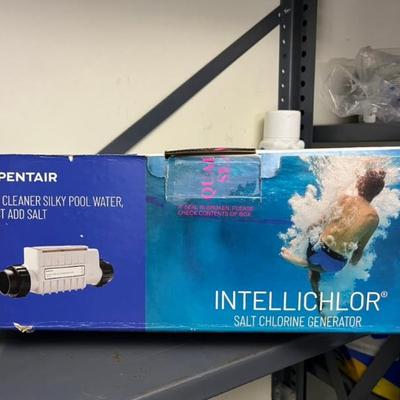 PENTAIR
CLEANER SILKY POOL WATER,
ADD SALT
IF SEAL IS BROKEN, PLEASE
CHECK CONTENTS OF BOX
INTELLICHLOR®
SALT CHLORINE GENERATOR